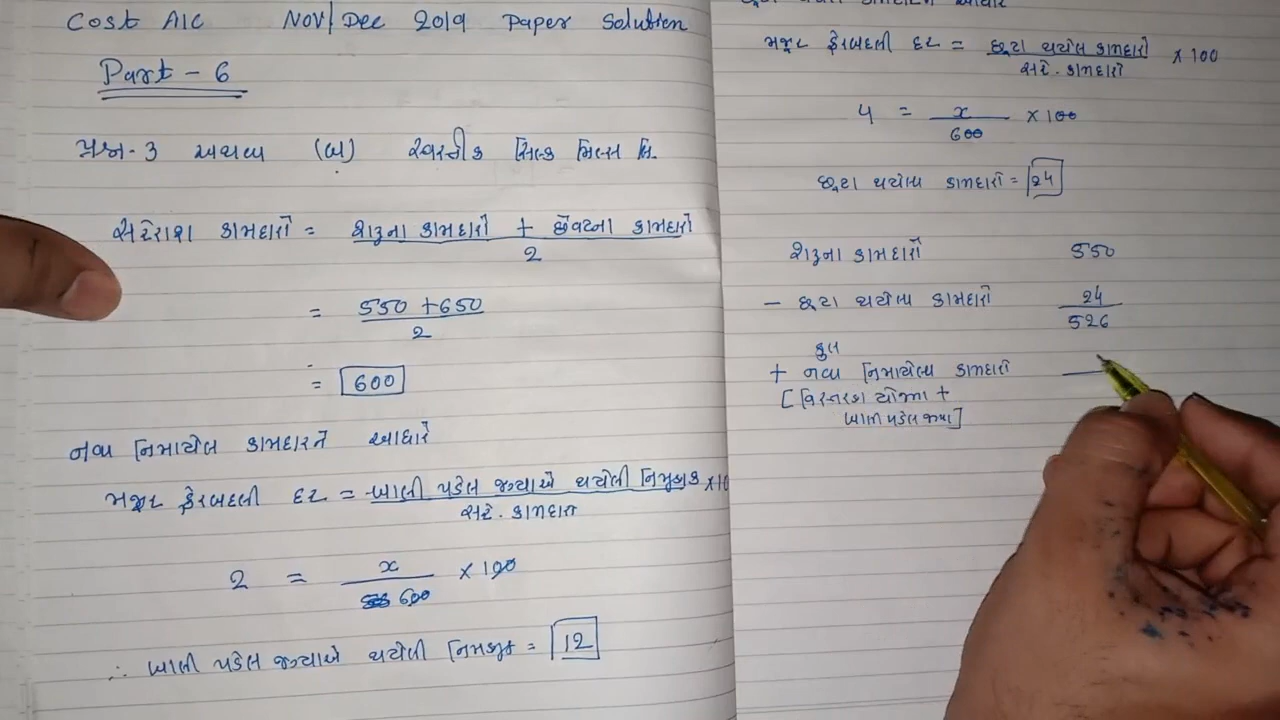 Cost A/C NOV/Dec 2019 Paper Solution
Part - 6
પ્રશ્ન-3 અથવા (બ) સિલ્ક મિલ્સ લિ.
સરેરાશ કામદારો = શરૂના કામદારો + છેવટના કામદારો
2
= 550 + 650
2
= 600
નવા નિમાયેલ કામદારને આધારે
મજૂર ફેરબદલી દર = ખાલી પડેલ જગ્યાએ થયેલી નિમણૂક × 10
સરે. કામદારો
2 = x × 100
600
∴ ખાલી પડેલ જગ્યાએ થયેલી નિમણૂક = 12
મજૂર ફેરબદલી દર = છૂટા થયેલ કામદારો × 100
સરે. કામદારો
4 = x × 100
600
છૂટા થયેલા કામદારો = 24
શરૂના કામદારો 550
- છૂટા થયેલા કામદારો 24
526
કુલ
+ નવા નિમાયેલા કામદારો
[વિસ્તરણ યોજના +
ખાલી પડેલ જગ્યા]